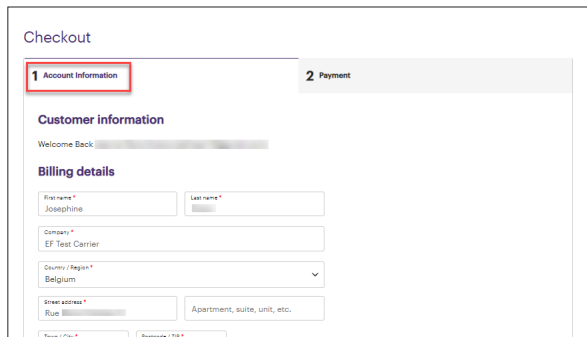 Checkout
1 Account Information
2 Payment
Customer information
Welcome Back
Billing details
First name *
Last name *
Josephine
Company *
EF Test Carrier
Country / Region *
Belgium
Street address *
Rue
Apartment, suite, unit, etc.
Town / City *
Postcode / ZIP *